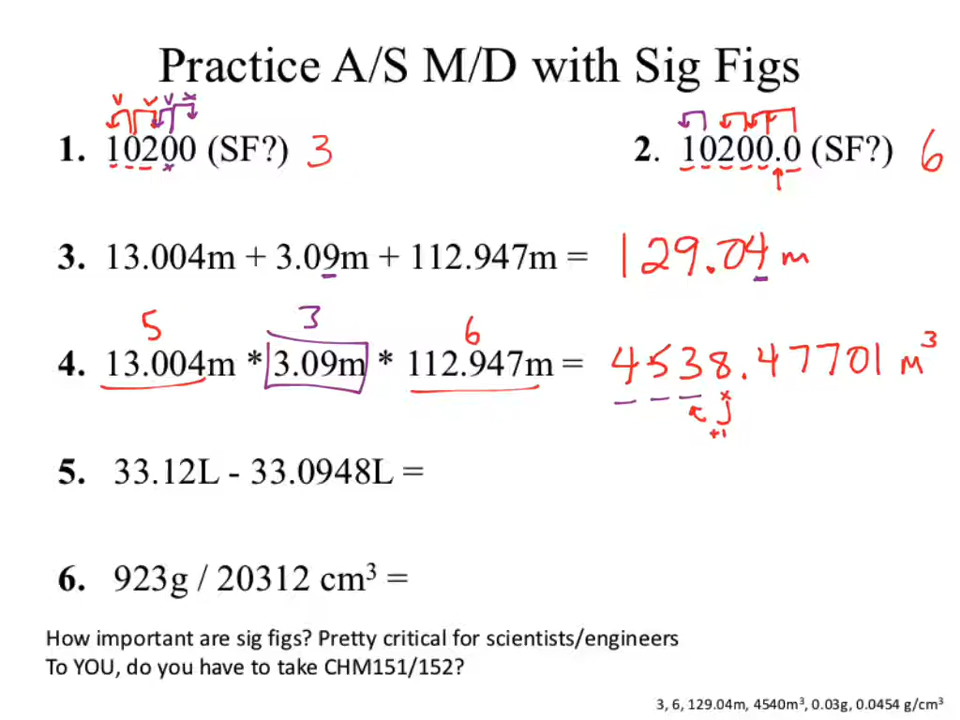 Practice A/S M/D with Sig Figs
1. 10200 (SF?) 3
2. 10200.0 (SF?) 6
3. 13.004m + 3.09m + 112.947m = 129.04 m
5 3 6
4. 13.004m * 3.09m * 112.947m = 4538.47701 m³
+1
5. 33.12L - 33.0948L =
6. 923g / 20312 cm³ =
How important are sig figs? Pretty critical for scientists/engineers
To YOU, do you have to take CHM151/152?
3, 6, 129.04m, 4540m³, 0.03g, 0.0454 g/cm³